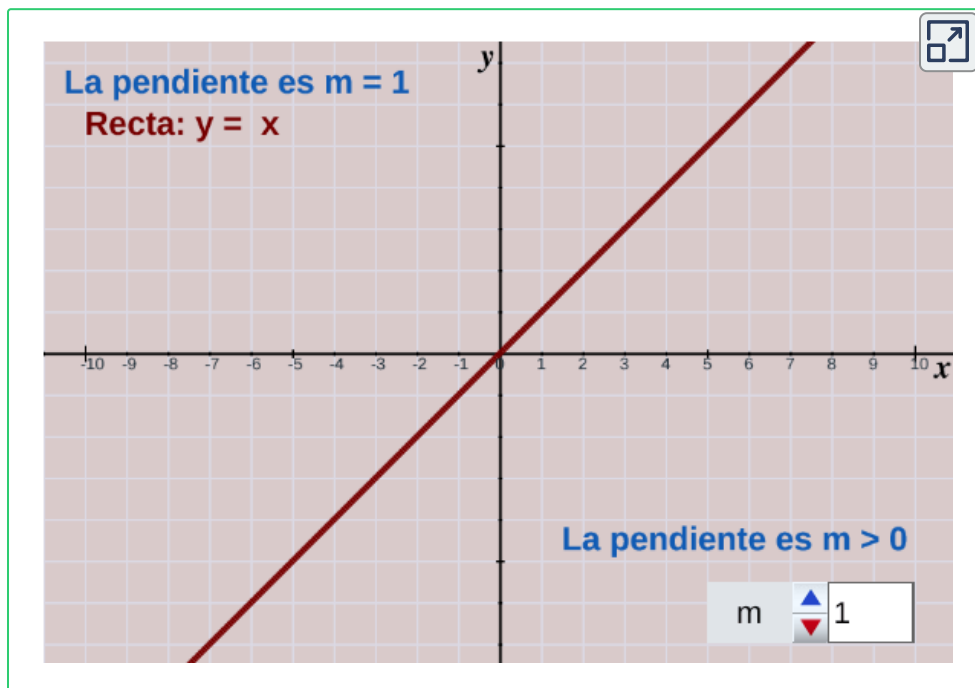 y
La pendiente es m = 1
Recta: y = x
-10 -9 -8 -7 -6 -5 -4 -3 -2 -1 0 1 2 3 4 5 6 7 8 9 10 x
La pendiente es m > 0
m 1